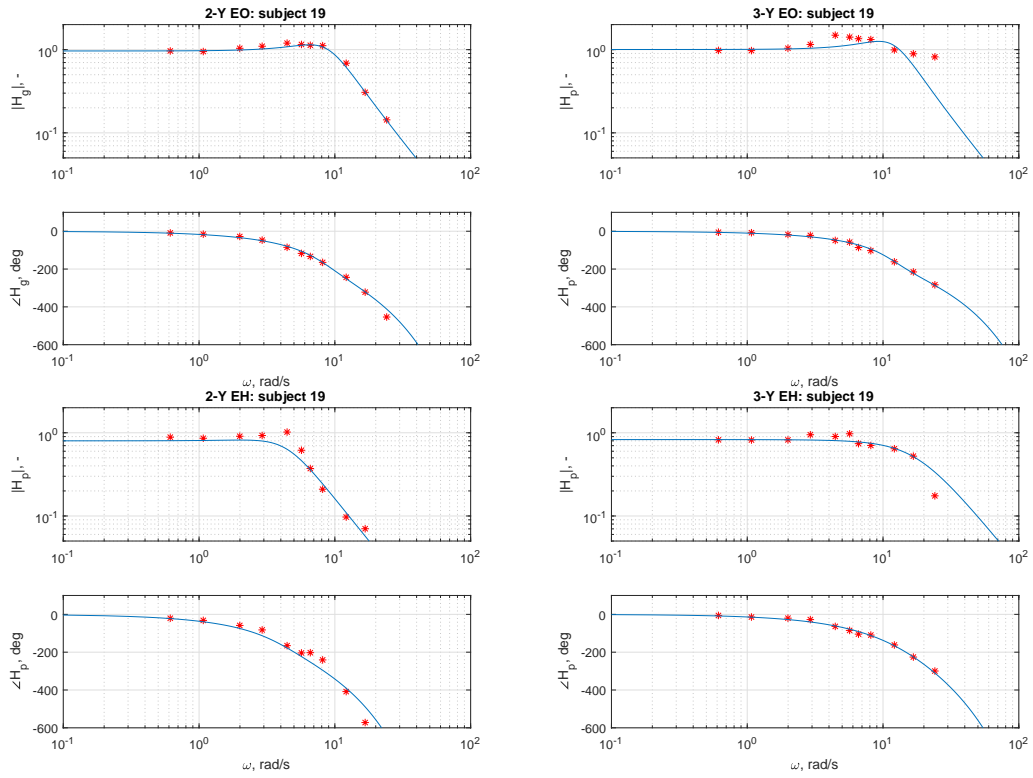 2-Y EO: subject 19
|H_g|, -
10^0
10^-1
10^-1 10^0 10^1 10^2
∠H_g, deg
0
-200
-400
-600
10^-1 10^0 10^1 10^2
ω, rad/s
3-Y EO: subject 19
|H_p|, -
10^0
10^-1
10^-1 10^0 10^1 10^2
∠H_p, deg
0
-200
-400
-600
10^-1 10^0 10^1 10^2
ω, rad/s
2-Y EH: subject 19
|H_p|, -
10^0
10^-1
10^-1 10^0 10^1 10^2
∠H_p, deg
0
-200
-400
-600
10^-1 10^0 10^1 10^2
ω, rad/s
3-Y EH: subject 19
|H_p|, -
10^0
10^-1
10^-1 10^0 10^1 10^2
∠H_p, deg
0
-200
-400
-600
10^-1 10^0 10^1 10^2
ω, rad/s